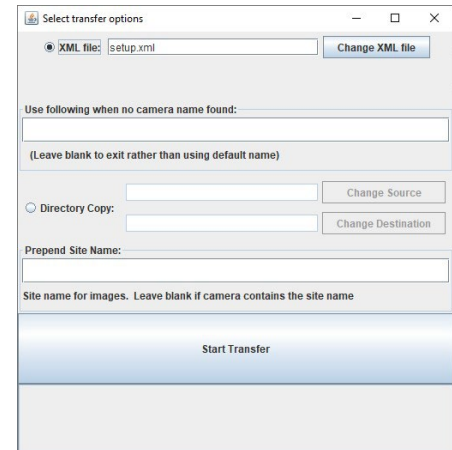 Select transfer options
XML file: setup.xml Change XML file
Use following when no camera name found:
(Leave blank to exit rather than using default name)
Change Source
Directory Copy:
Change Destination
Prepend Site Name:
Site name for images. Leave blank if camera contains the site name
Start Transfer